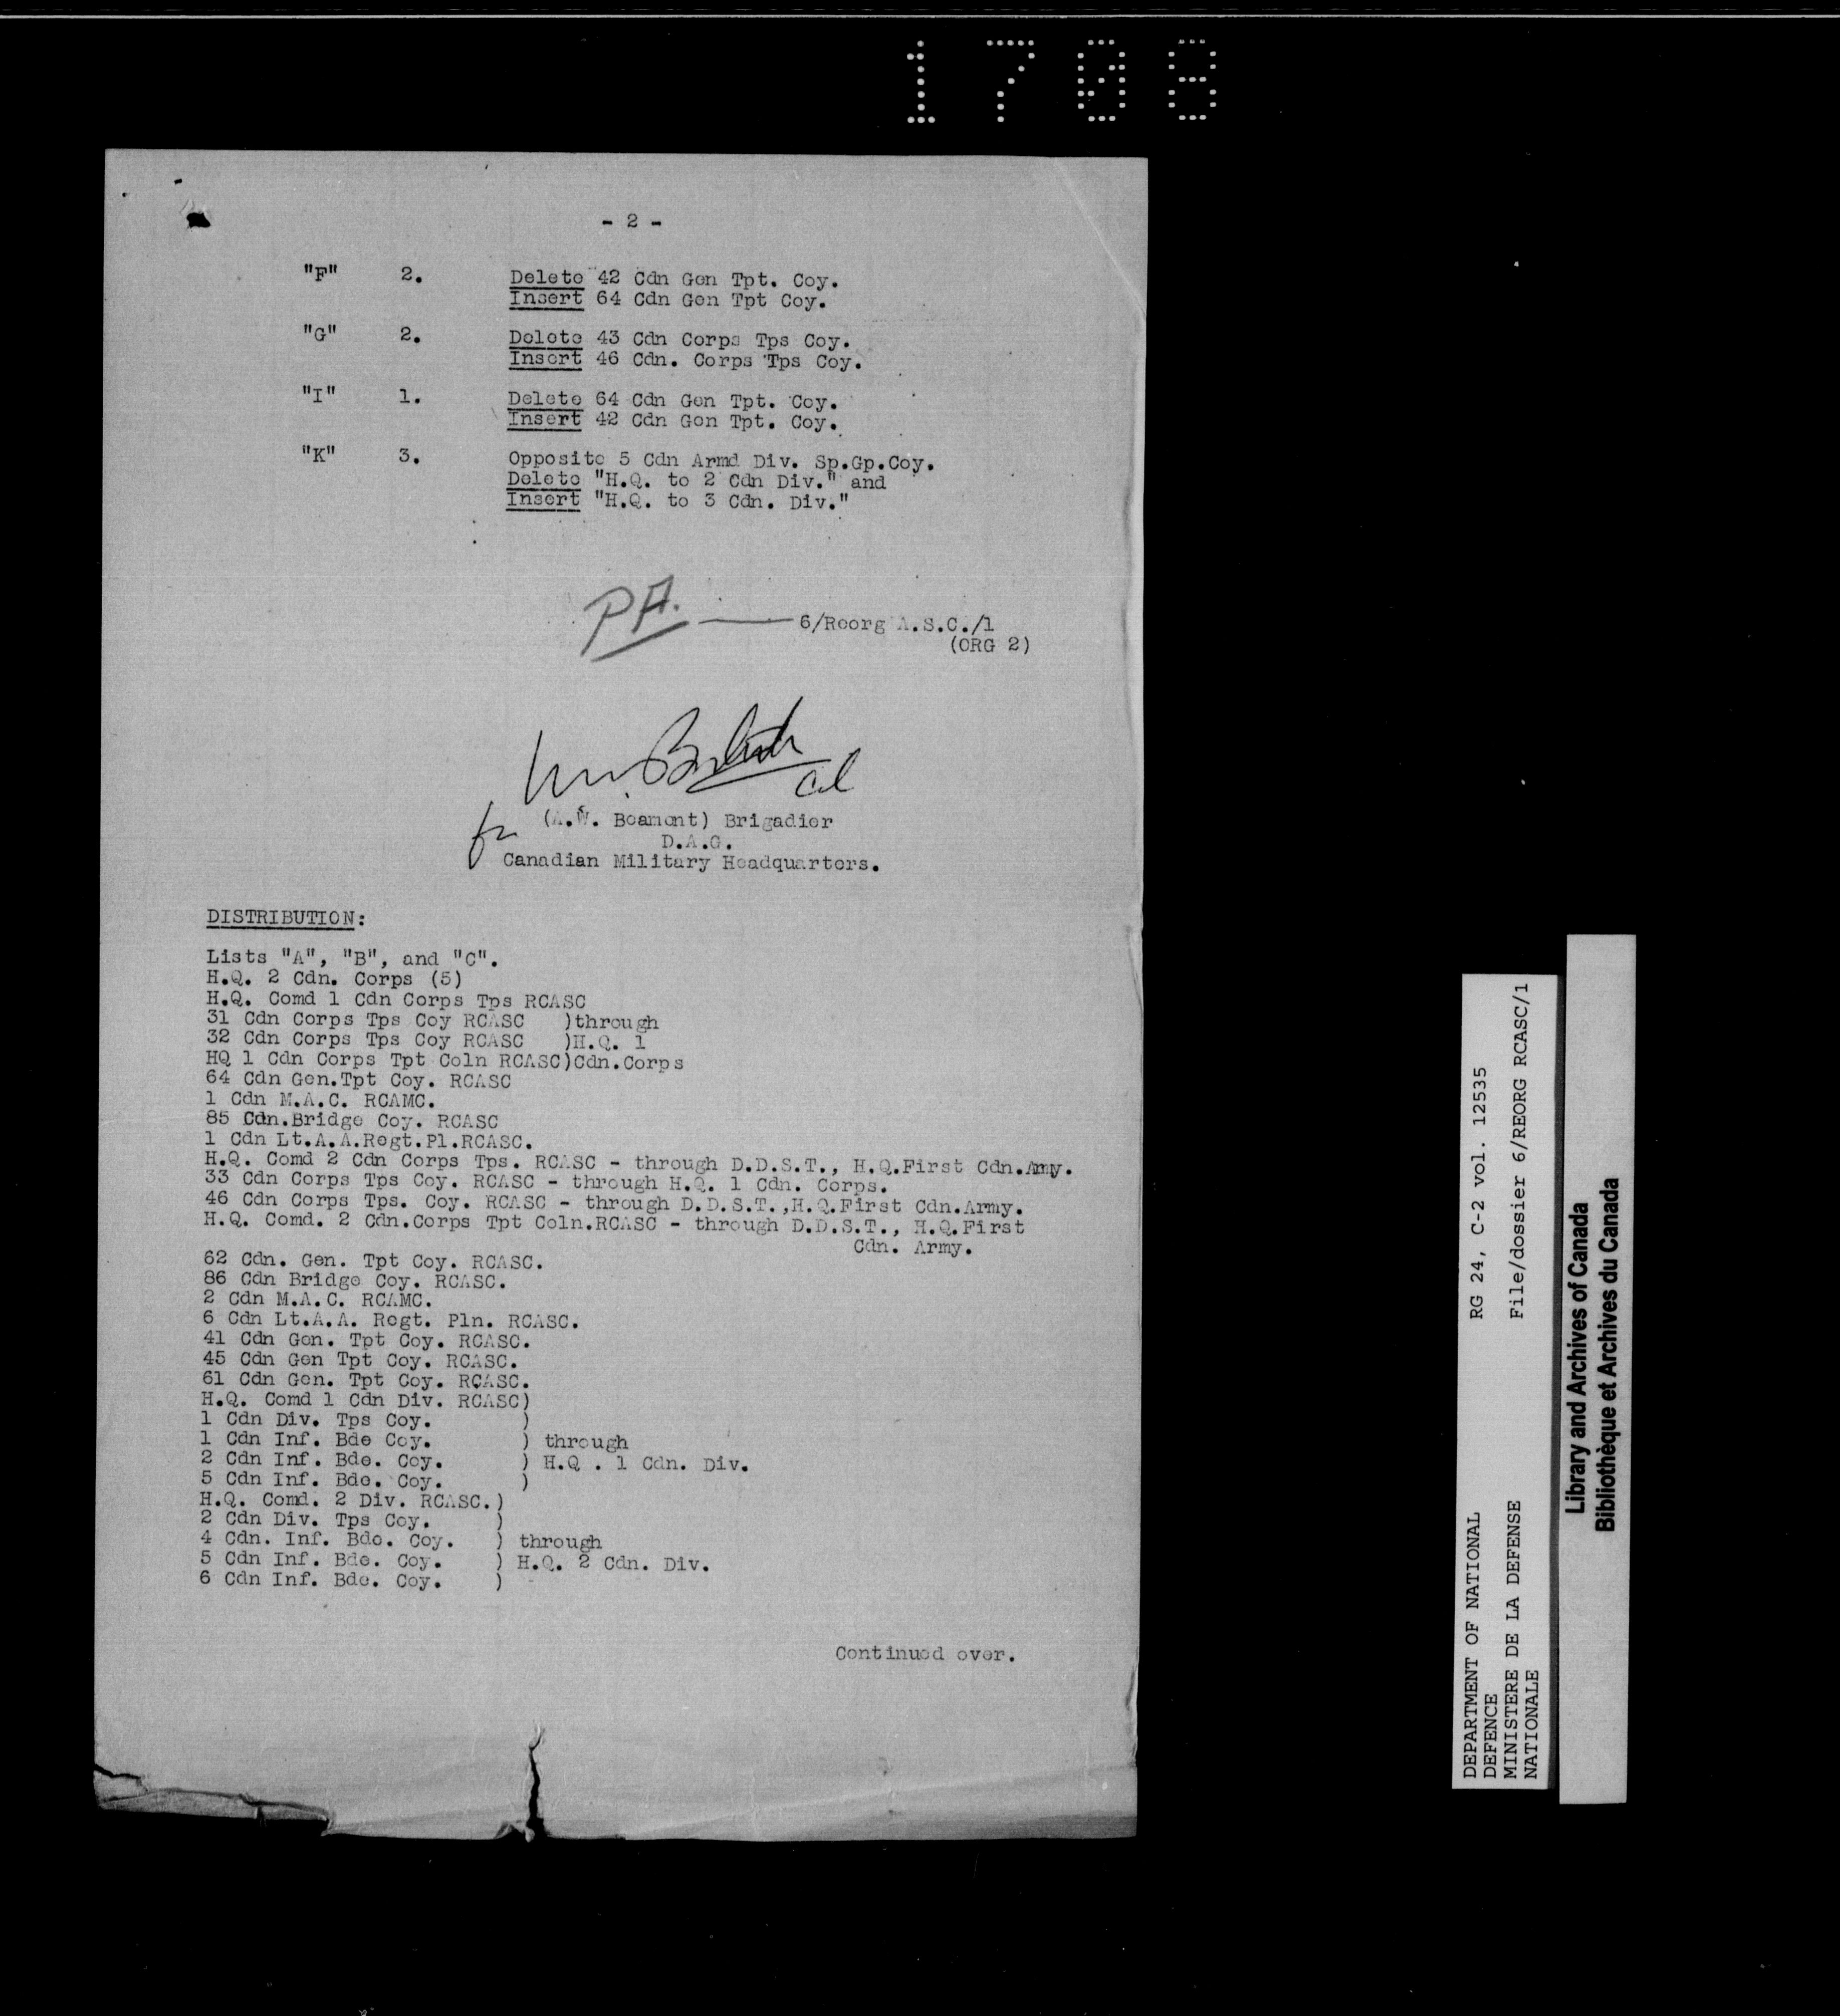 1708
- 2 -
"F" 2. Delete 42 Cdn Gen Tpt. Coy.
Insert 64 Cdn Gen Tpt Coy.
"G" 2. Delete 43 Cdn Corps Tps Coy.
Insert 46 Cdn. Corps Tps Coy.
"I" 1. Delete 64 Cdn Gen Tpt. Coy.
Insert 42 Cdn Gen Tpt. Coy.
"K" 3. Opposite 5 Cdn Armd Div. Sp.Gp.Coy.
Delete "H.Q. to 2 Cdn Div." and
Insert "H.Q. to 3 Cdn. Div."
PA. 6/Reorg A.S.C./1
(ORG 2)
Col
for
(A.W. Beament) Brigadier
D.A.G.
Canadian Military Headquarters.
DISTRIBUTION:
Lists "A", "B", and "C".
H.Q. 2 Cdn. Corps (5)
H.Q. Comd 1 Cdn Corps Tps RCASC
31 Cdn Corps Tps Coy RCASC )through
32 Cdn Corps Tps Coy RCASC )H.Q. 1
HQ 1 Cdn Corps Tpt Coln RCASC)Cdn.Corps
64 Cdn Gen.Tpt Coy. RCASC
1 Cdn M.A.C. RCAMC.
85 Cdn.Bridge Coy. RCASC
1 Cdn Lt.A.A.Regt.Pl.RCASC.
H.Q. Comd 2 Cdn Corps Tps. RCASC - through D.D.S.T., H.Q.First Cdn.Amy.
33 Cdn Corps Tps Coy. RCASC - through H.Q. 1 Cdn. Corps.
46 Cdn Corps Tps. Coy. RCASC - through D.D.S.T.,H.Q.First Cdn.Army.
H.Q. Comd. 2 Cdn.Corps Tpt Coln.RCASC - through D.D.S.T., H.Q.First
Cdn. Army.
62 Cdn. Gen. Tpt Coy. RCASC.
86 Cdn Bridge Coy. RCASC.
2 Cdn M.A.C. RCAMC.
6 Cdn Lt.A.A. Regt. Pln. RCASC.
41 Cdn Gen. Tpt Coy. RCASC.
45 Cdn Gen Tpt Coy. RCASC.
61 Cdn Gen. Tpt Coy. RCASC.
H.Q. Comd 1 Cdn Div. RCASC)
1 Cdn Div. Tps Coy. )
1 Cdn Inf. Bde Coy. ) through
2 Cdn Inf. Bde. Coy. ) H.Q . 1 Cdn. Div.
5 Cdn Inf. Bde. Coy. )
H.Q. Comd. 2 Div. RCASC.)
2 Cdn Div. Tps Coy. )
4 Cdn. Inf. Bde. Coy. ) through
5 Cdn Inf. Bde. Coy. ) H.Q. 2 Cdn. Div.
6 Cdn Inf. Bde. Coy. )
Continued over.
DEPARTMENT OF NATIONAL RG 24, C-2 vol. 12535
DEFENCE
MINISTERE DE LA DEFENSE File/dossier 6/REORG RCASC/1
NATIONALE
Library and Archives of Canada
Bibliothèque et Archives du Canada